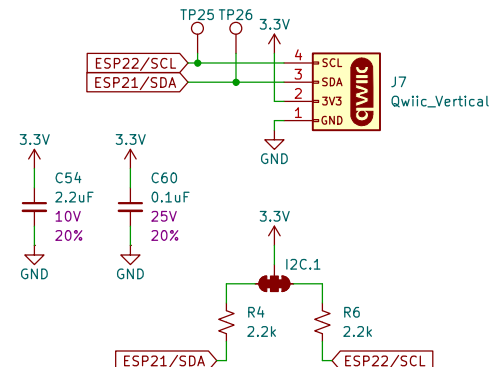 TP25 TP26
3.3V
ESP22/SCL
4 SCL
ESP21/SDA
3 SDA
2 3V3
1 GND
qwiic
J7
Qwiic_Vertical
GND
3.3V
C54
2.2uF
10V
20%
GND
3.3V
C60
0.1uF
25V
20%
GND
3.3V
I2C.1
R4
2.2k
R6
2.2k
ESP21/SDA
ESP22/SCL